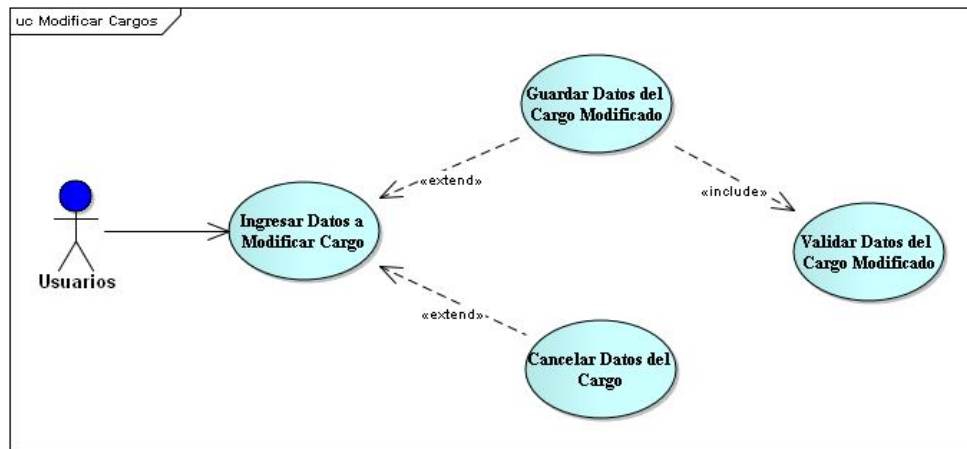 uc Modificar Cargos
Guardar Datos del
Cargo Modificado
«extend»
«include»
Ingresar Datos a
Modificar Cargo
Validar Datos del
Cargo Modificado
Usuarios
«extend»
Cancelar Datos del
Cargo